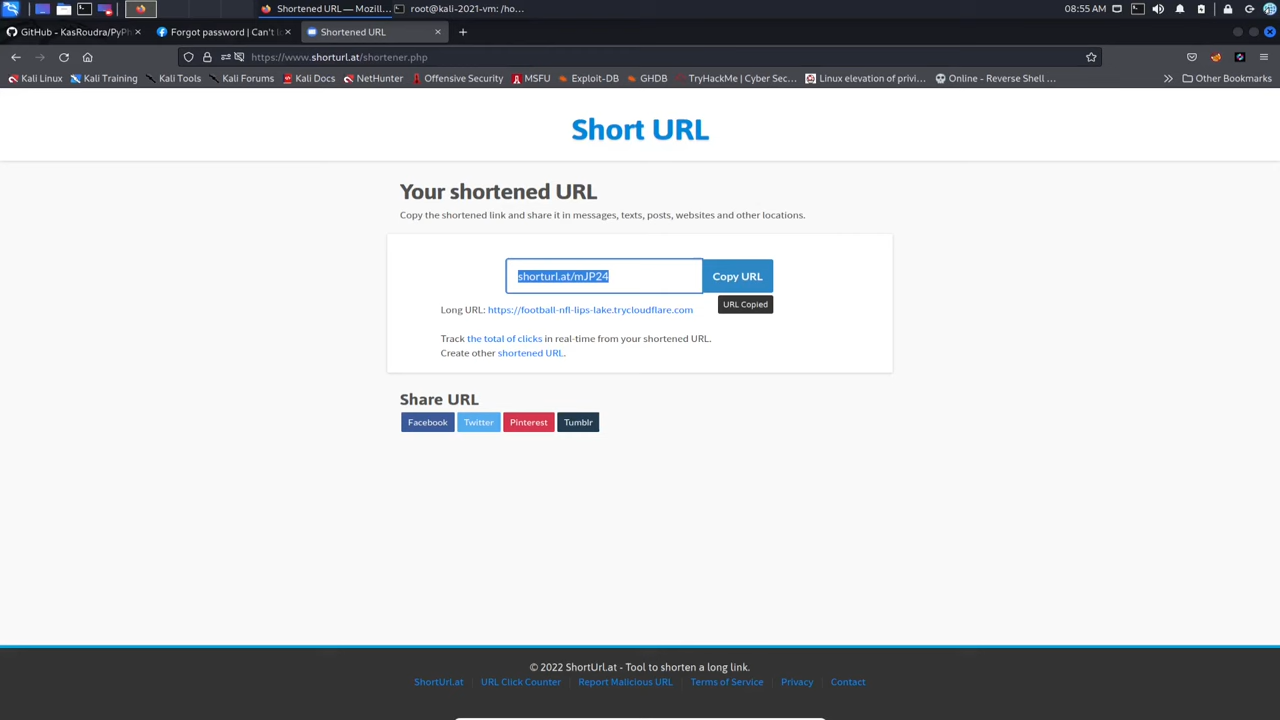 Shortened URL — Mozill...
root@kali-2021-vm: /ho...
08:55 AM
GitHub - KasRoudra/PyPh
Forgot password | Can't l
Shortened URL
https://www.shorturl.at/shortener.php
Kali Linux
Kali Training
Kali Tools
Kali Forums
Kali Docs
NetHunter
Offensive Security
MSFU
Exploit-DB
GHDB
TryHackMe | Cyber Sec...
Linux elevation of privi...
Online - Reverse Shell ...
Other Bookmarks
Short URL
Your shortened URL
Copy the shortened link and share it in messages, texts, posts, websites and other locations.
shorturl.at/mJP24
Copy URL
URL Copied
Long URL: https://football-nfl-lips-lake.trycloudflare.com
Track the total of clicks in real-time from your shortened URL.
Create other shortened URL.
Share URL
Facebook
Twitter
Pinterest
Tumblr
© 2022 ShortUrl.at - Tool to shorten a long link.
ShortUrl.at
URL Click Counter
Report Malicious URL
Terms of Service
Privacy
Contact